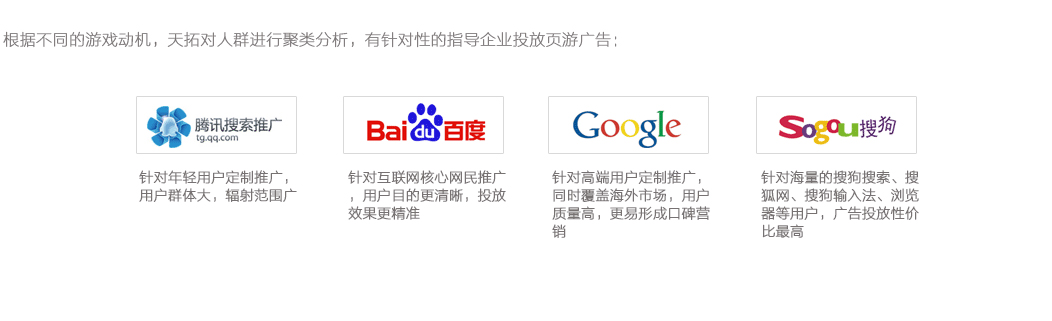 根据不同的游戏动机，天拓对人群进行聚类分析，有针对性的指导企业投放页游广告：
腾讯搜索推广
tg.qq.com
针对年轻用户定制推广，
用户群体大，辐射范围广
Baidu百度
针对互联网核心网民推广
，用户目的更清晰，投放
效果更精准
Google
针对高端用户定制推广，
同时覆盖海外市场，用户
质量高，更易形成口碑营
销
Sogou搜狗
针对海量的搜狗搜索、搜
狐网、搜狗输入法、浏览
器等用户，广告投放性价
比最高